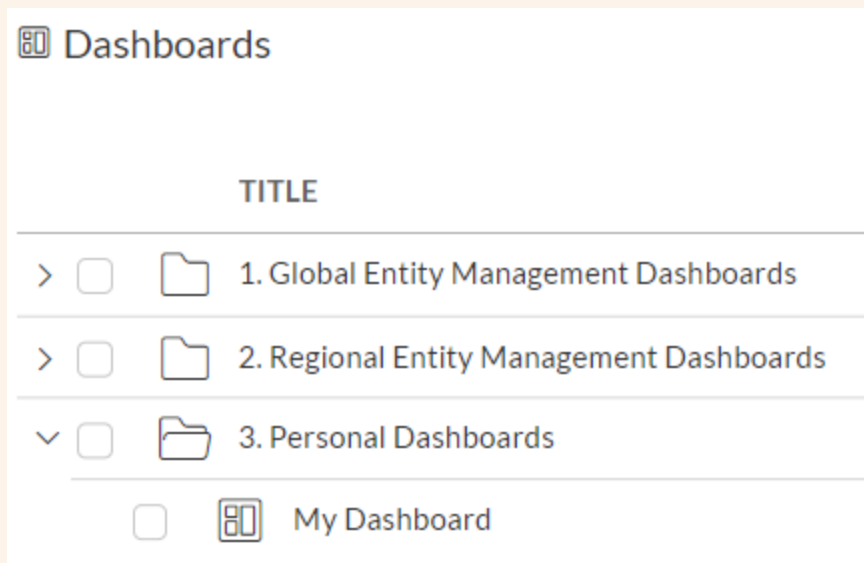 Dashboards
TITLE
1. Global Entity Management Dashboards
2. Regional Entity Management Dashboards
3. Personal Dashboards
My Dashboard